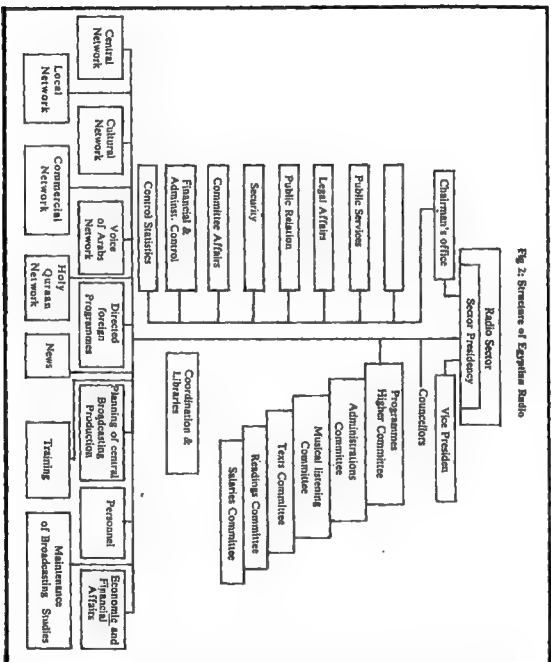 Fig 2: Structure of Egyptian Radio
Radio Sector
Sector Presidency
Chairman's office
Vice Presiden
Councellors
Public Services
Legal Affairs
Public Relation
Security
Committee Affairs
Financial &
Administ. Control
Control Statistics
Programmes
Higher Committee
Administrations
Committee
Musical listening
Committee
Texts Committee
Readings Committee
Salaries Committee
Coordination &
Libraries
Central
Network
Cultural
Network
Voice
of Arabs
Network
Directed
foreign
Programmes
Planning of central
Broadcasting
Production
Personnel
Economic and
Financial
Affairs
Local
Network
Commercial
Network
Holy
Quraan
Network
News
Training
Maintenance
of Broadcasting Studies